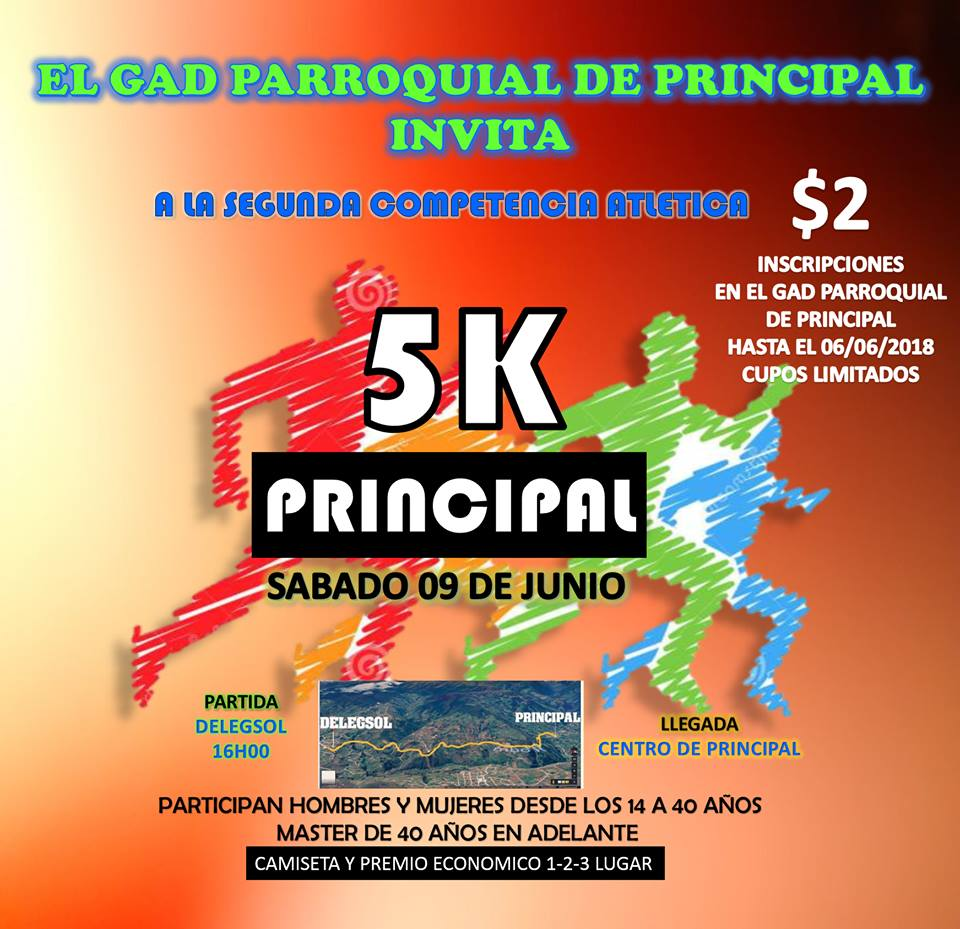 EL GAD PARROQUIAL DE PRINCIPAL
INVITA
A LA SEGUNDA COMPETENCIA ATLETICA
$2
INSCRIPCIONES
EN EL GAD PARROQUIAL
DE PRINCIPAL
HASTA EL 06/06/2018
CUPOS LIMITADOS
5K
PRINCIPAL
SABADO 09 DE JUNIO
PARTIDA
DELEGSOL
16H00
DELEGSOL
PRINCIPAL
LLEGADA
CENTRO DE PRINCIPAL
PARTICIPAN HOMBRES Y MUJERES DESDE LOS 14 A 40 AÑOS
MASTER DE 40 AÑOS EN ADELANTE
CAMISETA Y PREMIO ECONOMICO 1-2-3 LUGAR